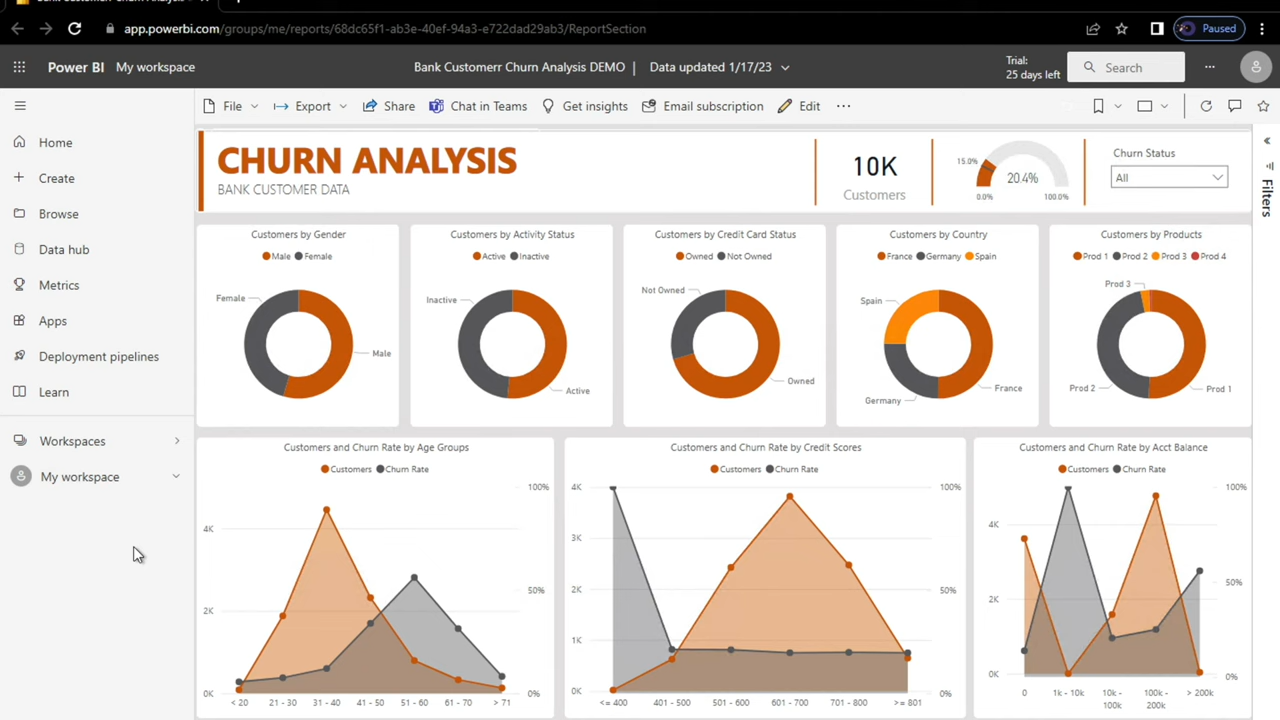 app.powerbi.com/groups/me/reports/68dc65f1-ab3e-40ef-94a3-e722dad29ab3/ReportSection
Paused
Power BI My workspace
Bank Customerr Churn Analysis DEMO | Data updated 1/17/23
Trial:
25 days left
Search
File Export Share Chat in Teams Get insights Email subscription Edit
Home
Create
Browse
Data hub
Metrics
Apps
Deployment pipelines
Learn
Workspaces
My workspace
CHURN ANALYSIS
BANK CUSTOMER DATA
10K
Customers
15.0%
20.4%
0.0% 100.0%
Churn Status
All
Filters
Customers by Gender
Male Female
Female
Male
Customers by Activity Status
Active Inactive
Inactive
Active
Customers by Credit Card Status
Owned Not Owned
Not Owned
Owned
Customers by Country
France Germany Spain
Spain
France
Germany
Customers by Products
Prod 1 Prod 2 Prod 3 Prod 4
Prod 3
Prod 2 Prod 1
Customers and Churn Rate by Age Groups
Customers Churn Rate
100%
4K
50%
2K
0K 0%
< 20 21 - 30 31 - 40 41 - 50 51 - 60 61 - 70 > 71
Customers and Churn Rate by Credit Scores
Customers Churn Rate
4K 100%
3K
2K 50%
1K
0K 0%
<= 400 401 - 500 501 - 600 601 - 700 701 - 800 >= 801
Customers and Churn Rate by Acct Balance
Customers Churn Rate
100%
4K
50%
2K
0K 0%
0 1k - 10k 10k - 100k 100k - 200k > 200k